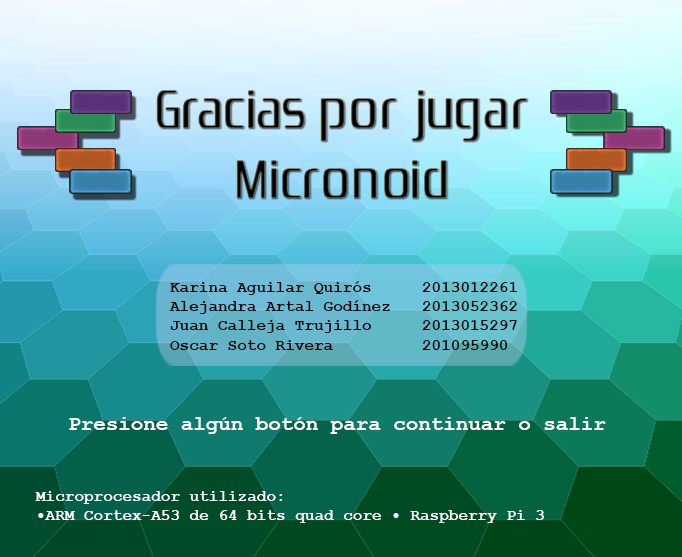 Gracias por jugar
Micronoid
Karina Aguilar Quirós 2013012261
Alejandra Artal Godínez 2013052362
Juan Calleja Trujillo 2013015297
Oscar Soto Rivera 201095990
Presione algún botón para continuar o salir
Microprocesador utilizado:
•ARM Cortex-A53 de 64 bits quad core • Raspberry Pi 3